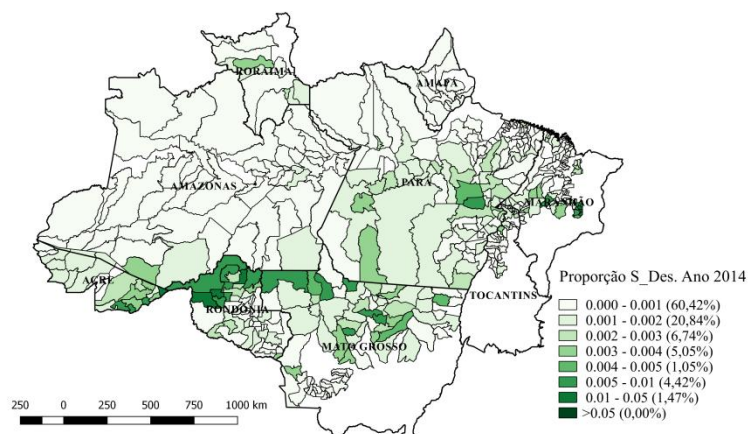 RORAIMA
AMAPÁ
AMAZONAS
PARÁ
MARANHÃO
ACRE
RONDÔNIA
TOCANTINS
MATO GROSSO
Proporção S_Des. Ano 2014
0.000 - 0.001 (60,42%)
0.001 - 0.002 (20,84%)
0.002 - 0.003 (6,74%)
0.003 - 0.004 (5,05%)
0.004 - 0.005 (1,05%)
0.005 - 0.01 (4,42%)
0.01 - 0.05 (1,47%)
>0.05 (0,00%)
250 0 250 500 750 1000 km